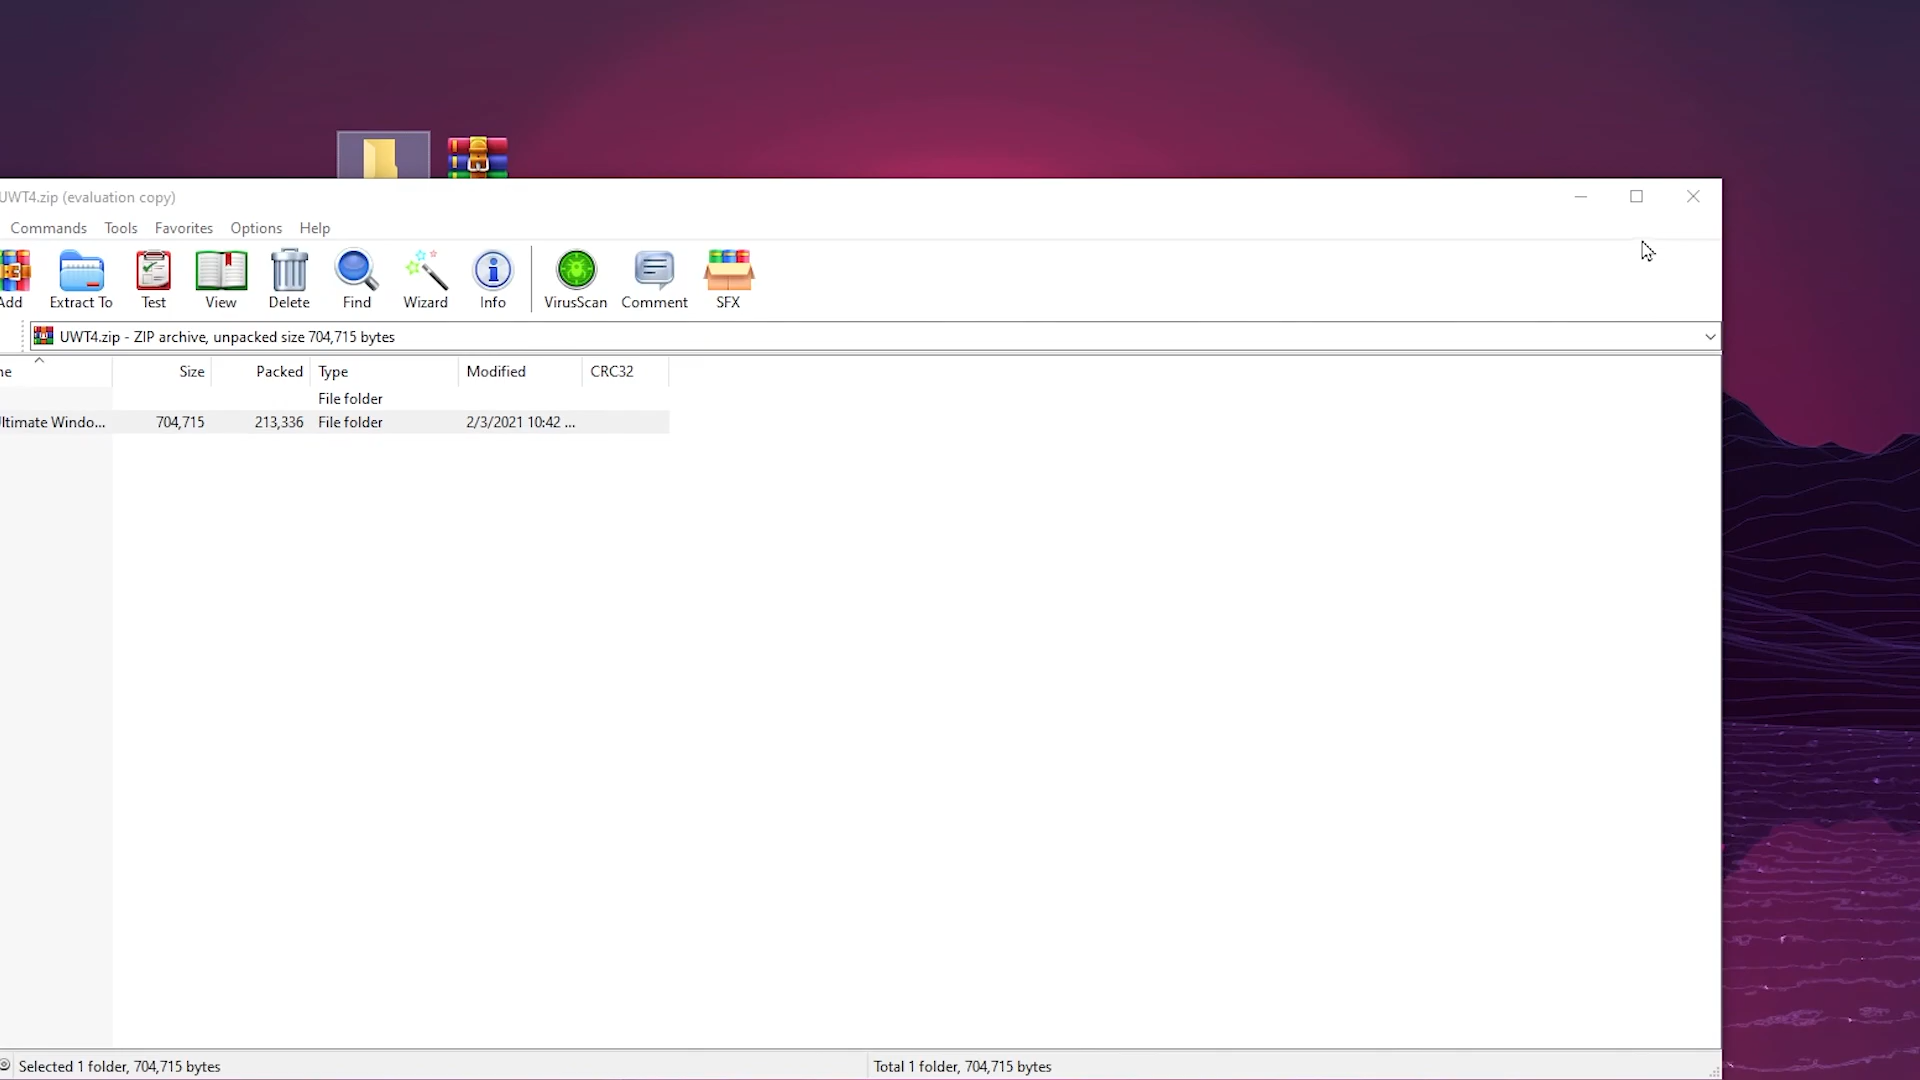 UWT4.zip (evaluation copy)
Commands Tools Favorites Options Help
Add Extract To Test View Delete Find Wizard Info VirusScan Comment SFX
UWT4.zip - ZIP archive, unpacked size 704,715 bytes
ne Size Packed Type Modified CRC32
File folder
ltimate Windo... 704,715 213,336 File folder 2/3/2021 10:42 ...
Selected 1 folder, 704,715 bytes Total 1 folder, 704,715 bytes